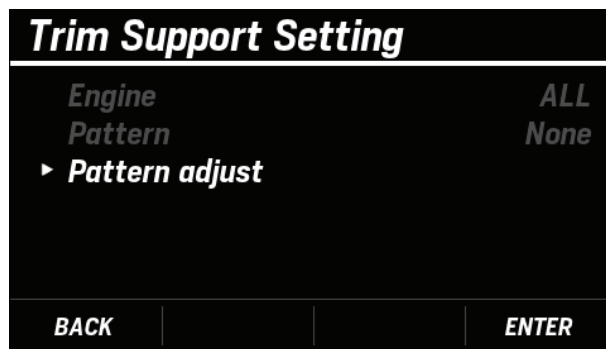 Trim Support Setting
Engine ALL
Pattern None
Pattern adjust
BACK ENTER